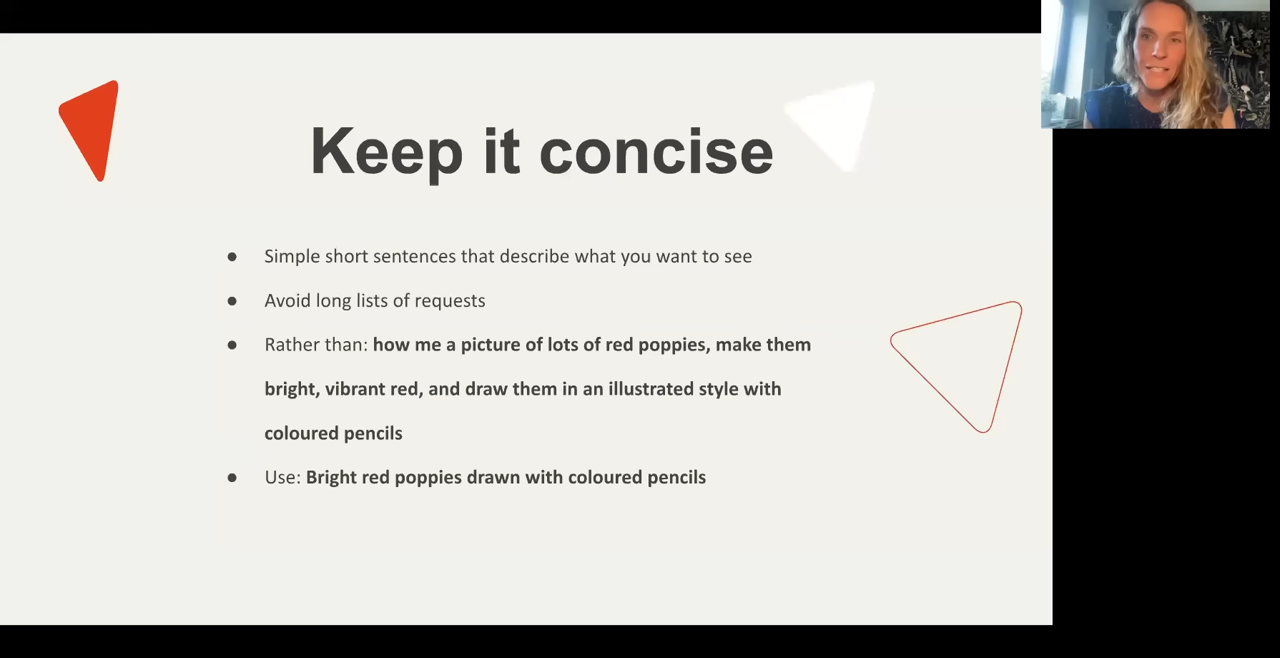 Keep it concise
● Simple short sentences that describe what you want to see
● Avoid long lists of requests
● Rather than: how me a picture of lots of red poppies, make them
bright, vibrant red, and draw them in an illustrated style with
coloured pencils
● Use: Bright red poppies drawn with coloured pencils